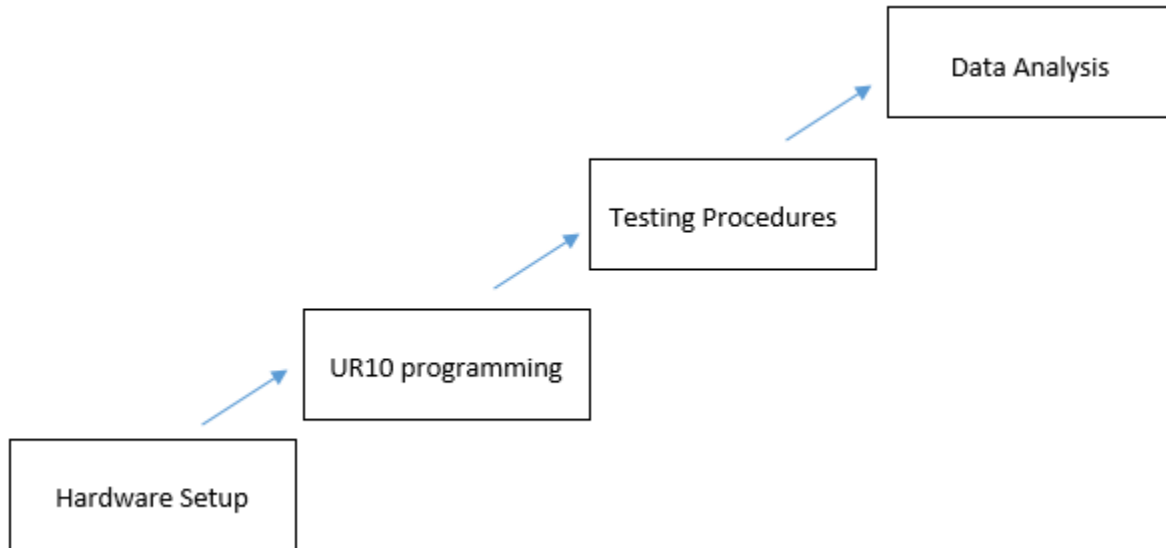 Data Analysis
Testing Procedures
UR10 programming
Hardware Setup